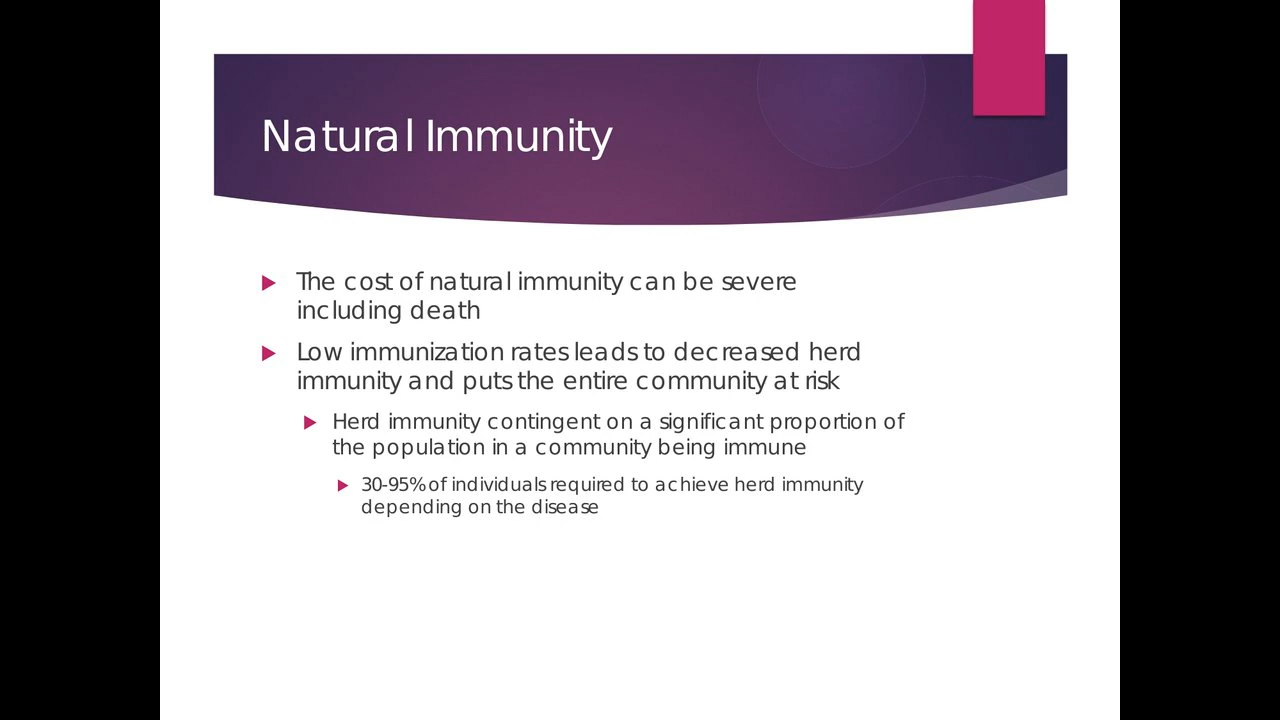 Natural Immunity
The cost of natural immunity can be severe
including death
Low immunization rates leads to decreased herd
immunity and puts the entire community at risk
Herd immunity contingent on a significant proportion of
the population in a community being immune
30-95% of individuals required to achieve herd immunity
depending on the disease